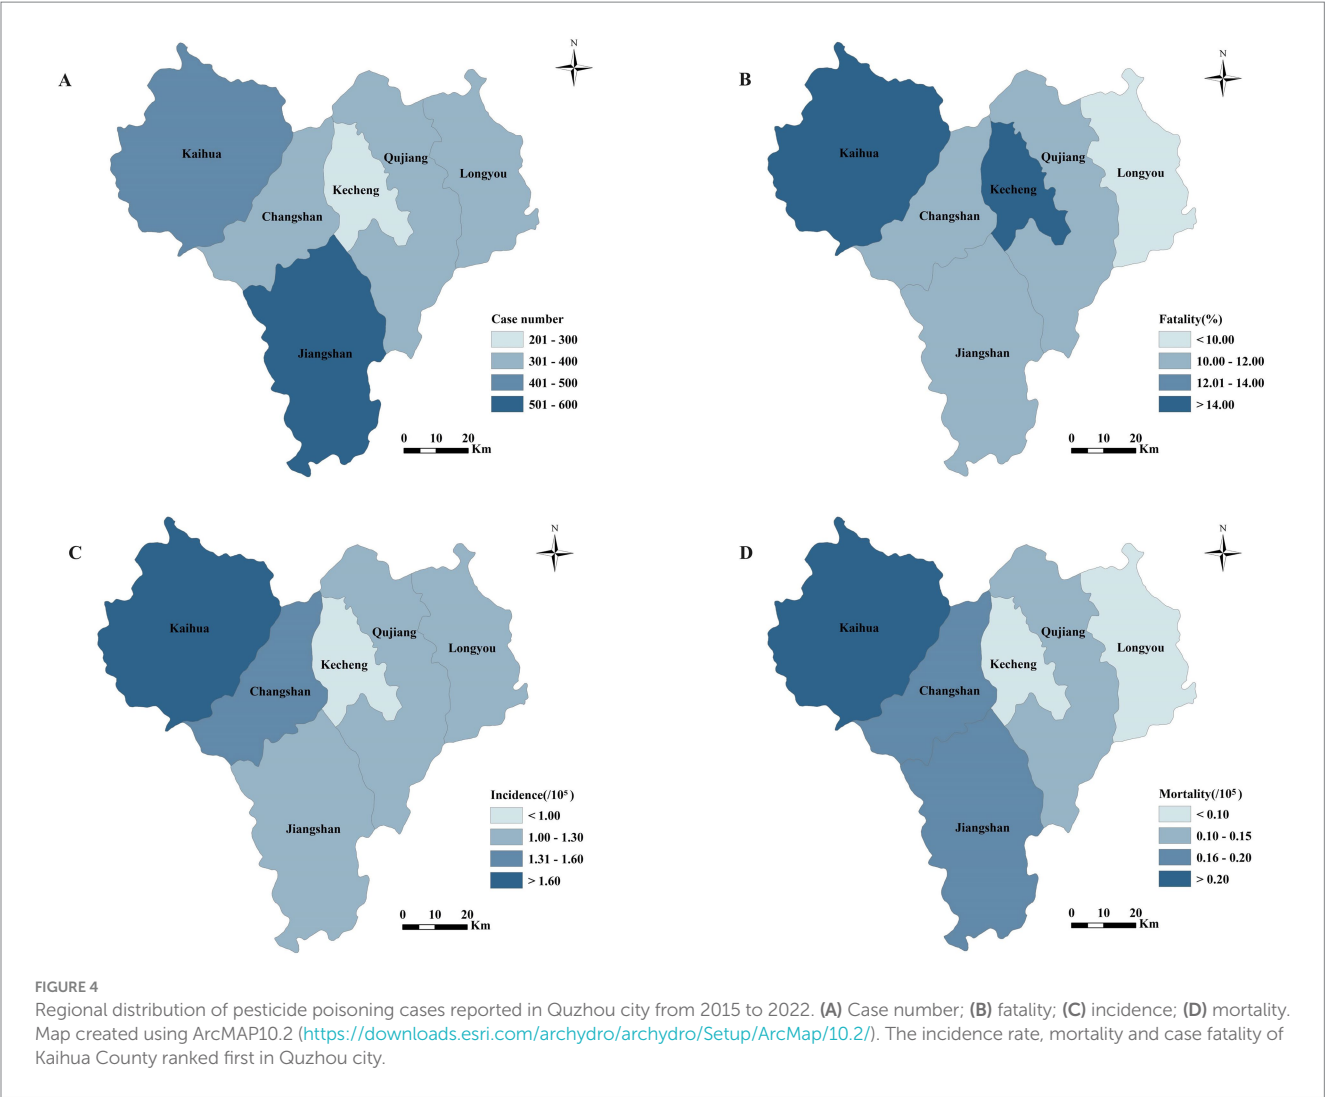 A
N
Kaihua
Qujiang
Longyou
Kecheng
Changshan
Jiangshan
Case number
201 - 300
301 - 400
401 - 500
501 - 600
0 10 20
Km
B
N
Kaihua
Qujiang
Longyou
Kecheng
Changshan
Jiangshan
Fatality(%)
< 10.00
10.00 - 12.00
12.01 - 14.00
> 14.00
0 10 20
Km
C
N
Kaihua
Qujiang
Longyou
Kecheng
Changshan
Jiangshan
Incidence(/10⁵ )
< 1.00
1.00 - 1.30
1.31 - 1.60
> 1.60
0 10 20
Km
D
N
Kaihua
Qujiang
Longyou
Kecheng
Changshan
Jiangshan
Mortality(/10⁵ )
< 0.10
0.10 - 0.15
0.16 - 0.20
> 0.20
0 10 20
Km
FIGURE 4
Regional distribution of pesticide poisoning cases reported in Quzhou city from 2015 to 2022. (A) Case number; (B) fatality; (C) incidence; (D) mortality.
Map created using ArcMAP10.2 (https://downloads.esri.com/archydro/archydro/Setup/ArcMap/10.2/). The incidence rate, mortality and case fatality of
Kaihua County ranked first in Quzhou city.